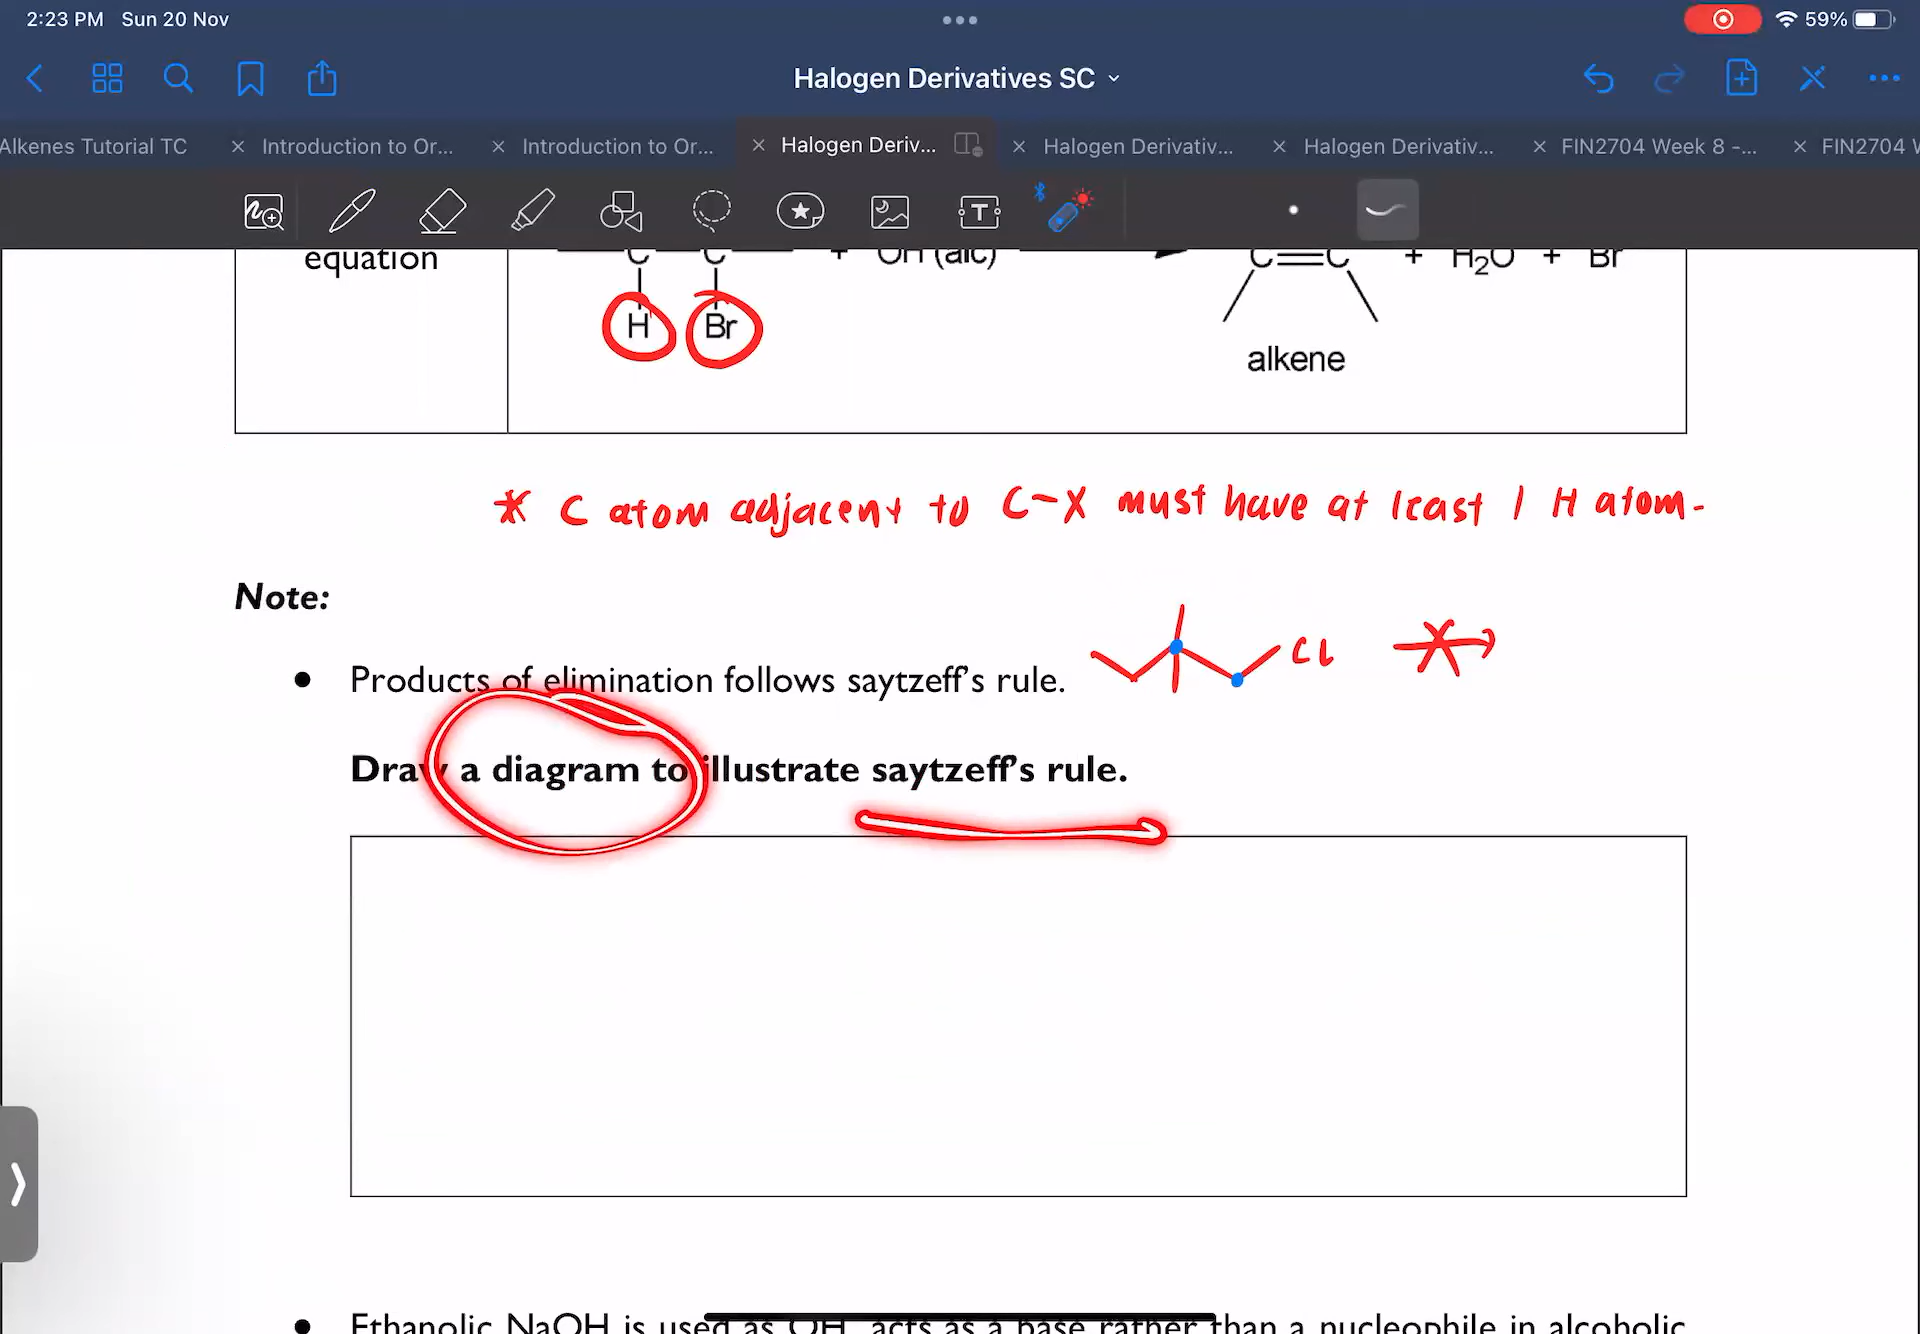 2:23 PM Sun 20 Nov
59%
Halogen Derivatives SC
Alkenes Tutorial TC
Introduction to Or...
Introduction to Or...
Halogen Deriv...
Halogen Derivativ...
Halogen Derivativ...
FIN2704 Week 8 -...
FIN2704 W
equation
C C + OH (alc) C C + H₂O + Br
H Br
alkene
* C atom adjacent to C-X must have at least 1 H atom.
Note:
Cl
• Products of elimination follows saytzeff's rule.
Draw a diagram to illustrate saytzeff's rule.
• Ethanolic NaOH is used as OH acts as a base rather than a nucleophile in alcoholic